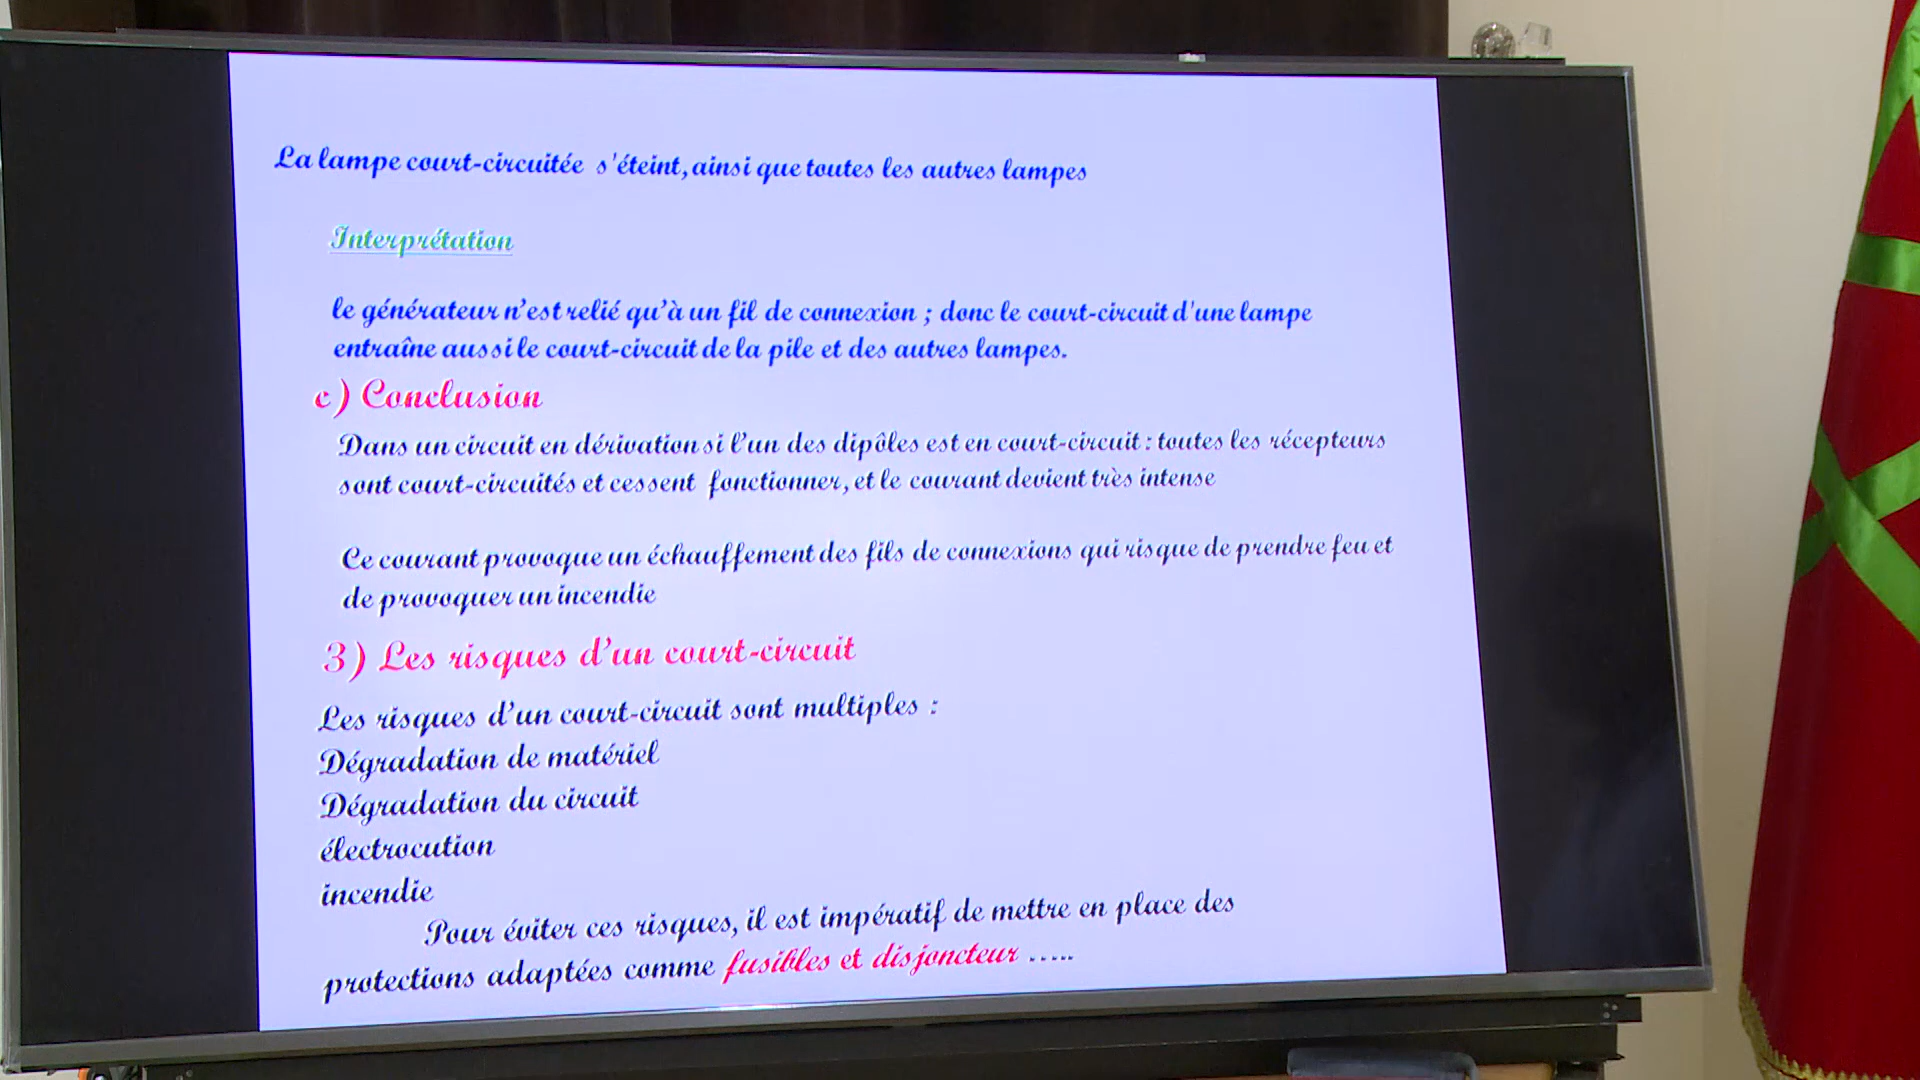 La lampe court-circuitée s'éteint, ainsi que toutes les autres lampes
Interprétation
le générateur n’est relié qu’à un fil de connexion ; donc le court-circuit d'une lampe
entraîne aussi le court-circuit de la pile et des autres lampes.
c) Conclusion
Dans un circuit en dérivation si l’un des dipôles est en court-circuit : toutes les récepteurs
sont court-circuités et cessent fonctionner, et le courant devient très intense
Ce courant provoque un échauffement des fils de connexions qui risque de prendre feu et
de provoquer un incendie
3) Les risques d’un court-circuit
Les risques d’un court-circuit sont multiples :
Dégradation de matériel
Dégradation du circuit
électrocution
incendie
Pour éviter ces risques, il est impératif de mettre en place des
protections adaptées comme fusibles et disjoncteur .....